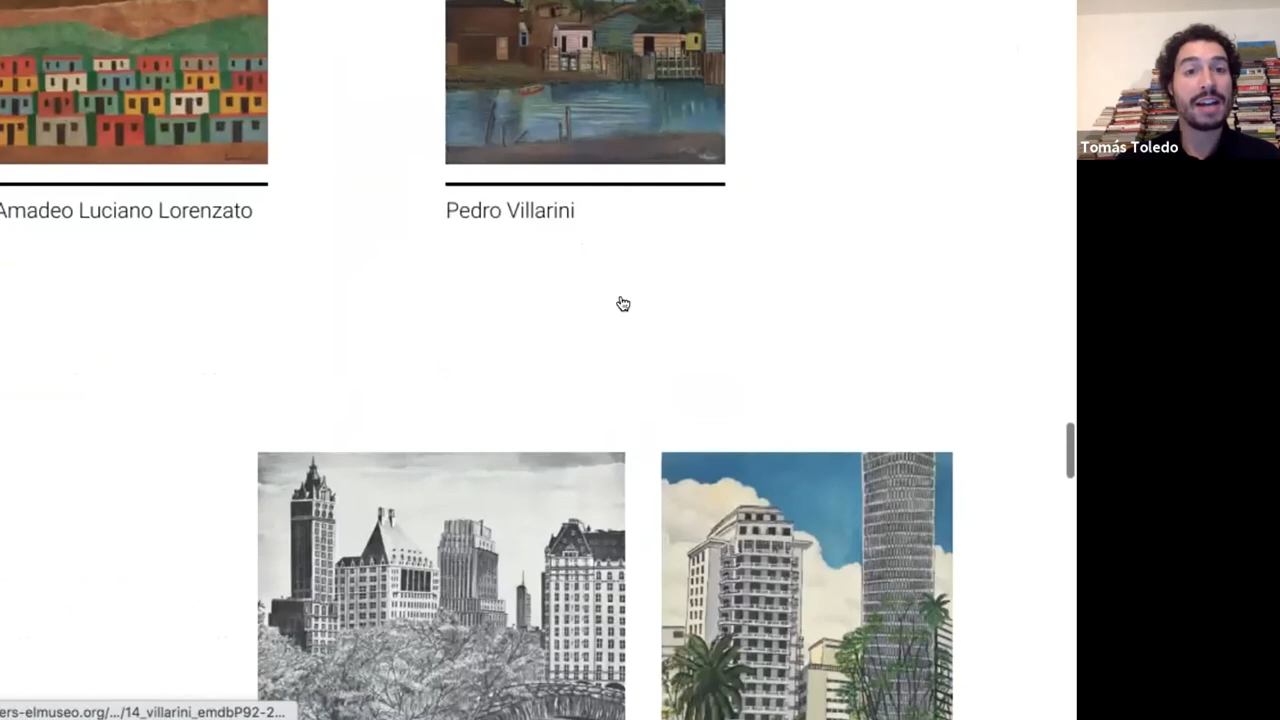 Tomás Toledo
Amadeo Luciano Lorenzato
Pedro Villarini
ers-elmuseo.org/.../14_villarini_emdbP92-2...